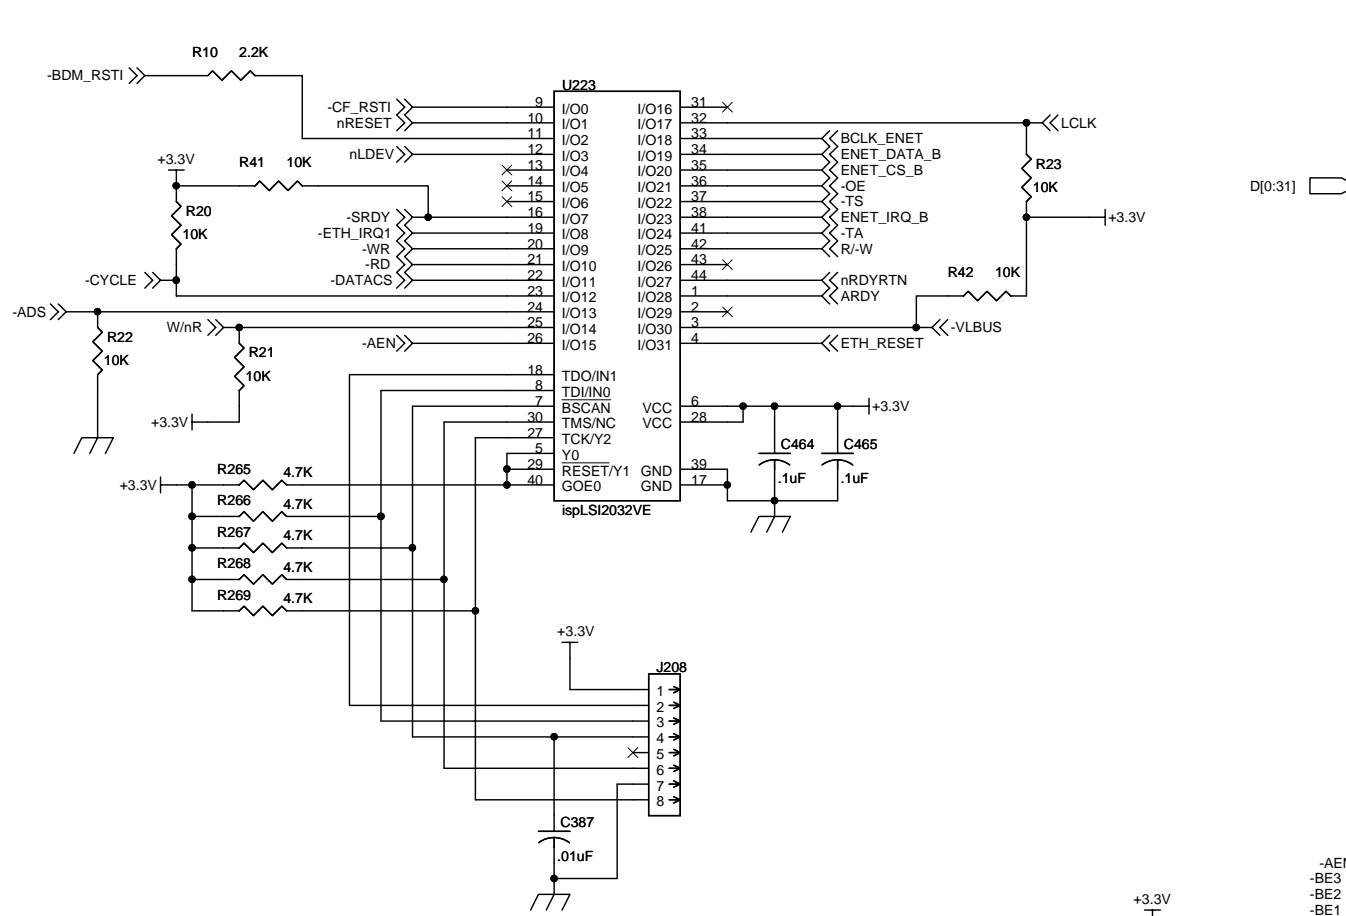 R10 2.2K
-BDM_RSTI
U223
-CF_RSTI 9 I/O0 I/O16 31
nRESET 10 I/O1 I/O17 32 LCLK
11 I/O2 I/O18 33 BCLK_ENET
nLDEV 12 I/O3 I/O19 34 ENET_DATA_B
+3.3V R41 10K 13 I/O4 I/O20 35 ENET_CS_B R23
14 I/O5 I/O21 36 -OE 10K D[0:31]
15 I/O6 I/O22 37 -TS
R20 -SRDY 16 I/O7 I/O23 38 ENET_IRQ_B +3.3V
10K -ETH_IRQ1 19 I/O8 I/O24 41 -TA
-WR 20 I/O9 I/O25 42 R/-W
-RD 21 I/O10 I/O26 43 R42 10K
-CYCLE -DATACS 22 I/O11 I/O27 44 nRDYRTN
23 I/O12 I/O28 1 ARDY
-ADS 24 I/O13 I/O29 2
W/nR 25 I/O14 I/O30 3 -VLBUS
R22 -AEN 26 I/O15 I/O31 4 ETH_RESET
10K R21
10K
18 TDO/IN1
8 TDI/IN0
7 BSCAN VCC 6 +3.3V
+3.3V 30 TMS/NC VCC 28
27 TCK/Y2
5 Y0 C464 C465
R265 4.7K 29 RESET/Y1 GND 39
+3.3V 40 GOE0 GND 17 .1uF .1uF
R266 4.7K ispLSI2032VE
R267 4.7K
R268 4.7K
R269 4.7K
+3.3V
J208
1
2
3
4
5
6
7
8
C387
.01uF
-BE3
+3.3V -BE2
-BE1